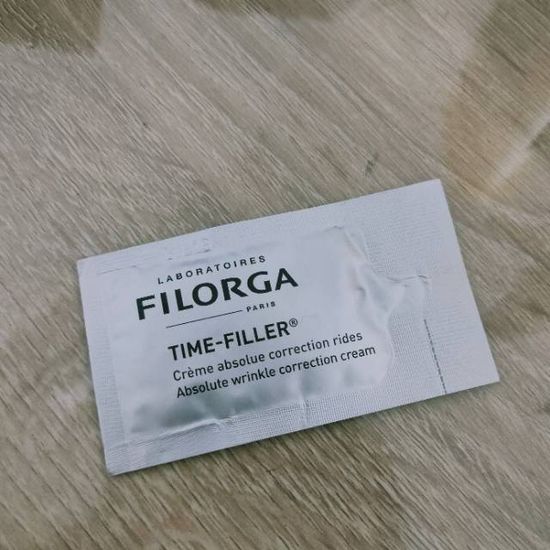 LABORATOIRES
FILORGA
PARIS
TIME-FILLER®
Crème absolue correction rides
Absolute wrinkle correction cream